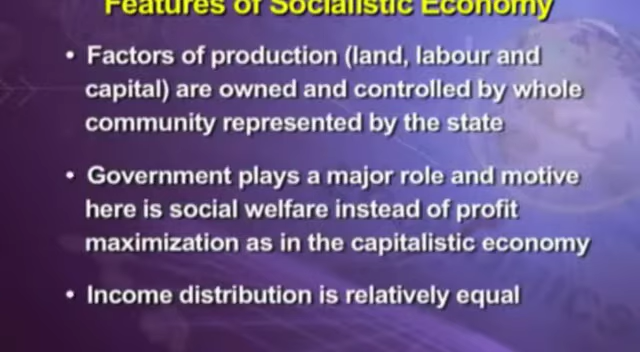 Features of Socialistic Economy
• Factors of production (land, labour and
capital) are owned and controlled by whole
community represented by the state
• Government plays a major role and motive
here is social welfare instead of profit
maximization as in the capitalistic economy
• Income distribution is relatively equal